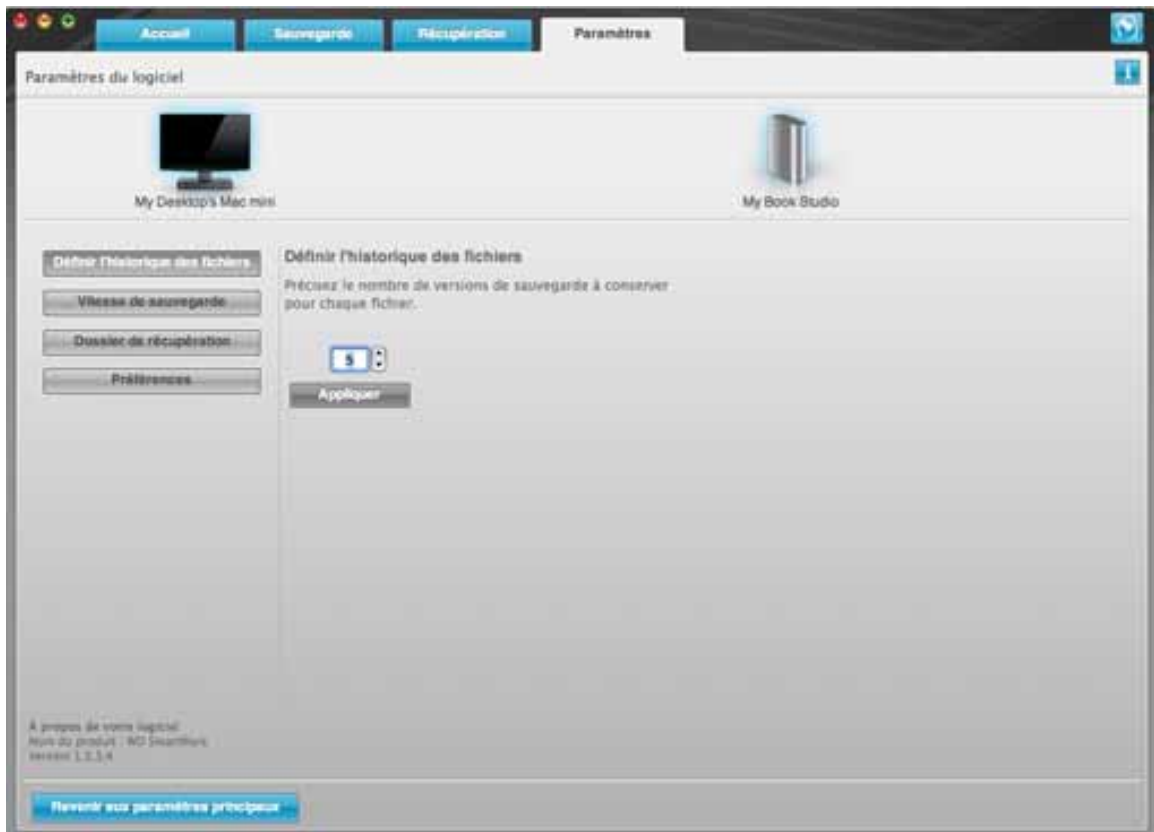 Accueil
Sauvegarde
Récupération
Paramètres
Paramètres du logiciel
i
My Desktop's Mac mini
My Book Studio
Définir l'historique des fichiers
Vitesse de sauvegarde
Dossier de récupération
Préférences
Définir l'historique des fichiers
Précisez le nombre de versions de sauvegarde à conserver
pour chaque fichier.
5
Appliquer
À propos de votre logiciel
Nom du produit : WD SmartWare
Version
Revenir aux paramètres principaux